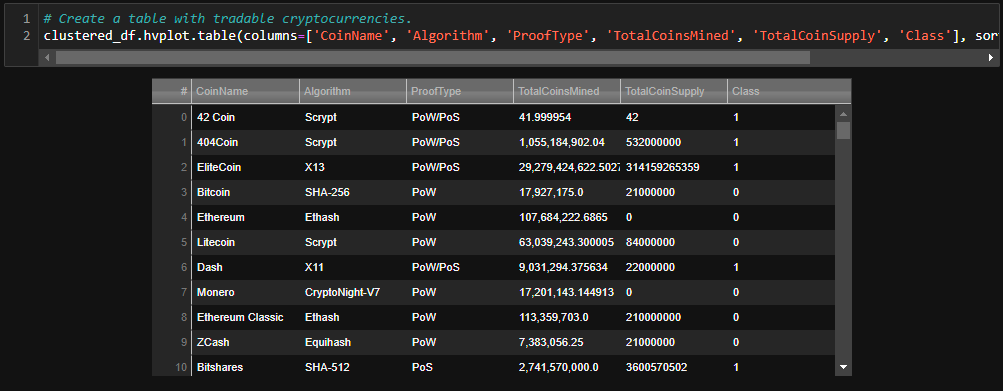 1 # Create a table with tradable cryptocurrencies.
2 clustered_df.hvplot.table(columns=['CoinName', 'Algorithm', 'ProofType', 'TotalCoinsMined', 'TotalCoinSupply', 'Class'], sor
# CoinName Algorithm ProofType TotalCoinsMined TotalCoinSupply Class
0 42 Coin Scrypt PoW/PoS 41.999954 42 1
1 404Coin Scrypt PoW/PoS 1,055,184,902.04 532000000 1
2 EliteCoin X13 PoW/PoS 29,279,424,622.5027 314159265359 1
3 Bitcoin SHA-256 PoW 17,927,175.0 21000000 0
4 Ethereum Ethash PoW 107,684,222.6865 0 0
5 Litecoin Scrypt PoW 63,039,243.300005 84000000 0
6 Dash X11 PoW/PoS 9,031,294.375634 22000000 1
7 Monero CryptoNight-V7 PoW 17,201,143.144913 0 0
8 Ethereum Classic Ethash PoW 113,359,703.0 210000000 0
9 ZCash Equihash PoW 7,383,056.25 21000000 0
10 Bitshares SHA-512 PoS 2,741,570,000.0 3600570502 1